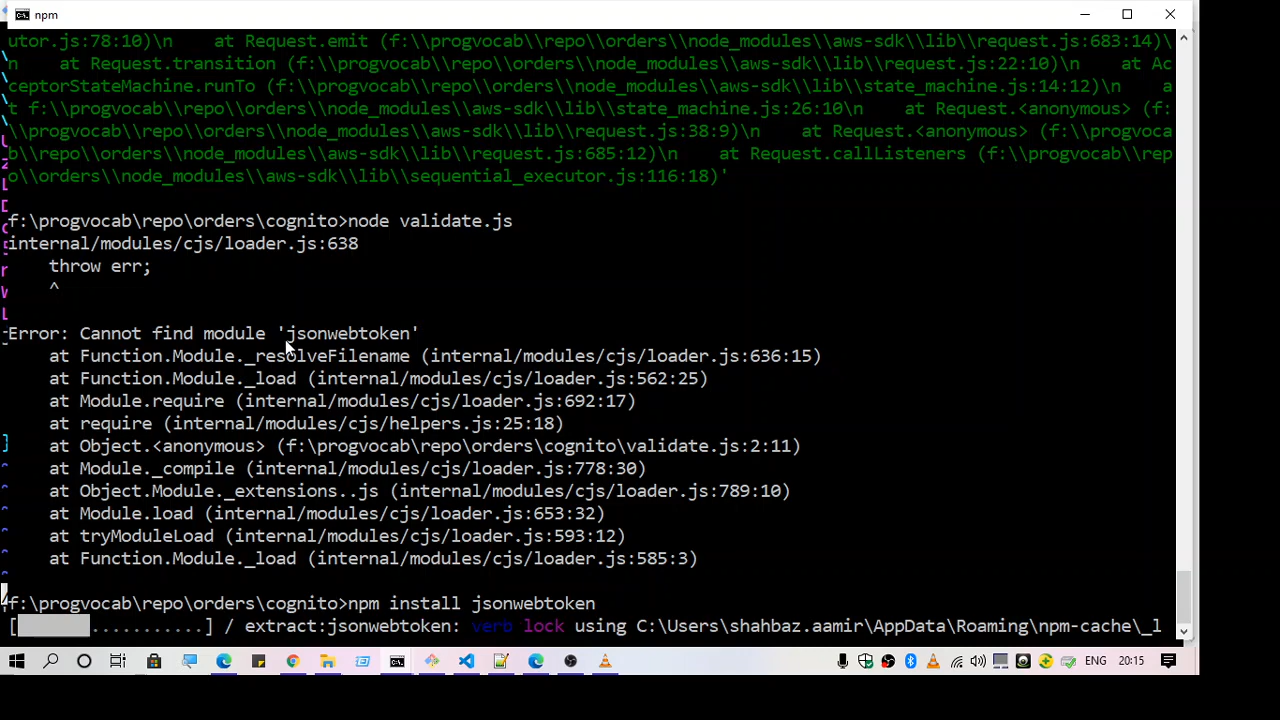 npm
utor.js:78:10)\n    at Request.emit (f:\\progvocab\\repo\\orders\\node_modules\\aws-sdk\\lib\\request.js:683:14)\
n    at Request.transition (f:\\progvocab\\repo\\orders\\node_modules\\aws-sdk\\lib\\request.js:22:10)\n    at Ac
ceptorStateMachine.runTo (f:\\progvocab\\repo\\orders\\node_modules\\aws-sdk\\lib\\state_machine.js:14:12)\n    a
t f:\\progvocab\\repo\\orders\\node_modules\\aws-sdk\\lib\\state_machine.js:26:10\n    at Request.<anonymous> (f:
\\progvocab\\repo\\orders\\node_modules\\aws-sdk\\lib\\request.js:38:9)\n    at Request.<anonymous> (f:\\progvoca
b\\repo\\orders\\node_modules\\aws-sdk\\lib\\request.js:685:12)\n    at Request.callListeners (f:\\progvocab\\rep
o\\orders\\node_modules\\aws-sdk\\lib\\sequential_executor.js:116:18)'
f:\progvocab\repo\orders\cognito>node validate.js
internal/modules/cjs/loader.js:638
    throw err;
    ^
Error: Cannot find module 'jsonwebtoken'
    at Function.Module._resolveFilename (internal/modules/cjs/loader.js:636:15)
    at Function.Module._load (internal/modules/cjs/loader.js:562:25)
    at Module.require (internal/modules/cjs/loader.js:692:17)
    at require (internal/modules/cjs/helpers.js:25:18)
    at Object.<anonymous> (f:\progvocab\repo\orders\cognito\validate.js:2:11)
    at Module._compile (internal/modules/cjs/loader.js:778:30)
    at Object.Module._extensions..js (internal/modules/cjs/loader.js:789:10)
    at Module.load (internal/modules/cjs/loader.js:653:32)
    at tryModuleLoad (internal/modules/cjs/loader.js:593:12)
    at Function.Module._load (internal/modules/cjs/loader.js:585:3)
f:\progvocab\repo\orders\cognito>npm install jsonwebtoken
[..........] / extract:jsonwebtoken: verb lock using C:\Users\shahbaz.aamir\AppData\Roaming\npm-cache\_l
ENG 20:15